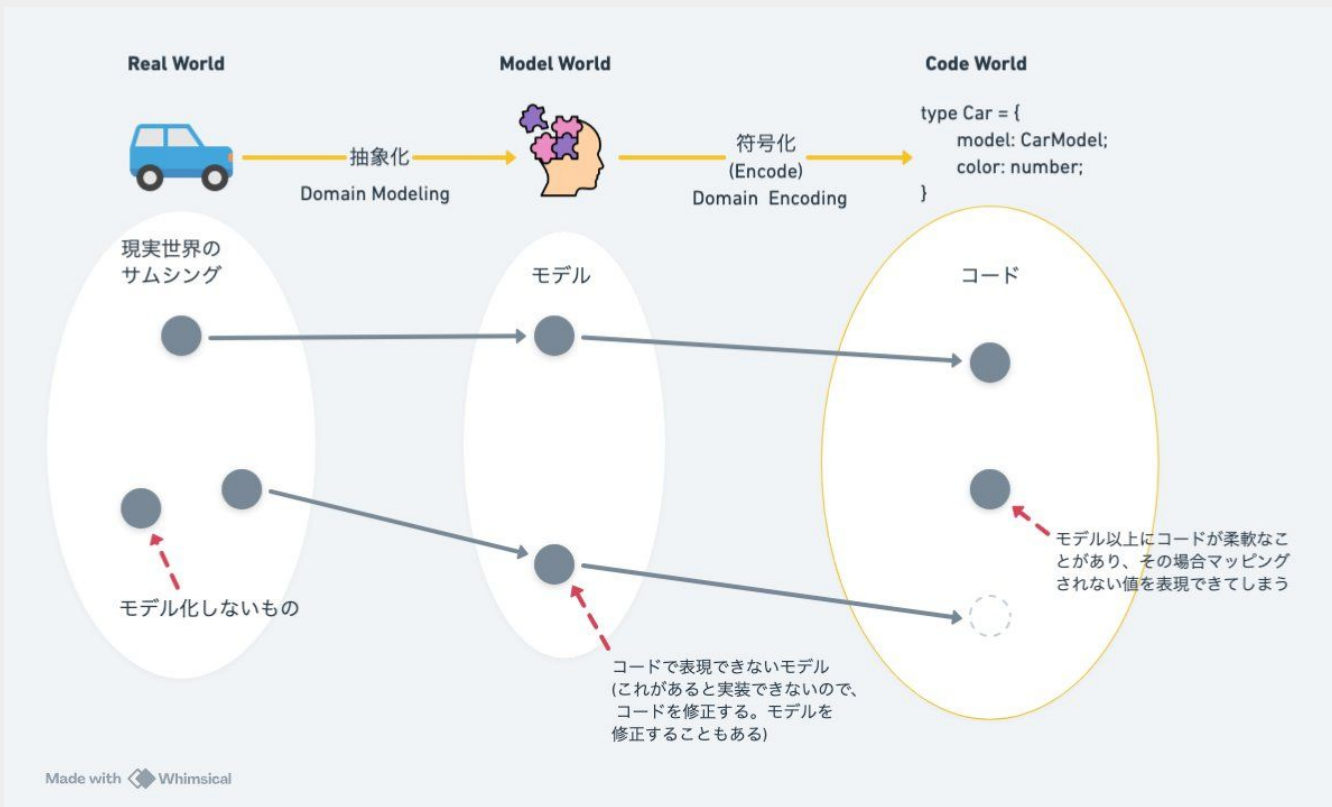 Real World
Model World
Code World
type Car = {
model: CarModel;
color: number;
}
抽象化
Domain Modeling
符号化
(Encode)
Domain Encoding
現実世界の
サムシング
モデル
コード
モデル化しないもの
コードで表現できないモデル
(これがあると実装できないので、
コードを修正する。モデルを
修正することもある)
モデル以上にコードが柔軟なこ
とがあり、その場合マッピング
されない値を表現できてしまう
Made with Whimsical